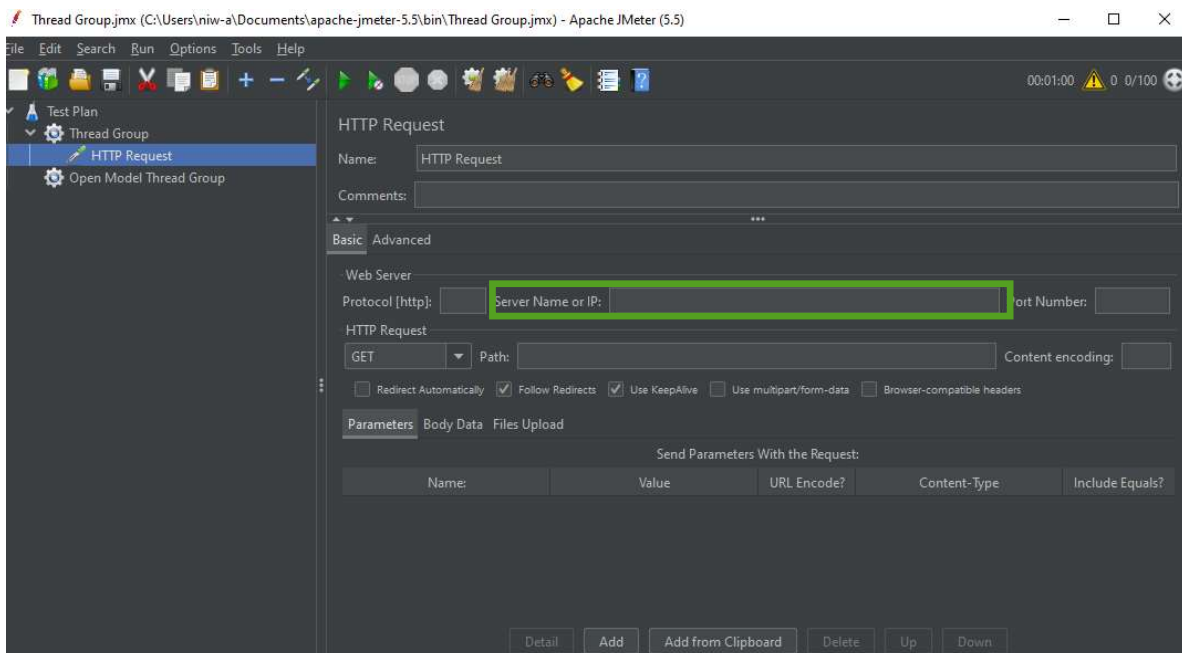 Thread Group.jmx (C:\Users\niw-a\Documents\apache-jmeter-5.5\bin\Thread Group.jmx) - Apache JMeter (5.5)
File Edit Search Run Options Tools Help
00:01:00 0 0/100
Test Plan
Thread Group
HTTP Request
Open Model Thread Group
HTTP Request
Name: HTTP Request
Comments:
Basic Advanced
Web Server
Protocol [http]: Server Name or IP: Port Number:
HTTP Request
GET Path: Content encoding:
Redirect Automatically Follow Redirects Use KeepAlive Use multipart/form-data Browser-compatible headers
Parameters Body Data Files Upload
Send Parameters With the Request:
Name: Value URL Encode? Content-Type Include Equals?
Detail Add Add from Clipboard Delete Up Down